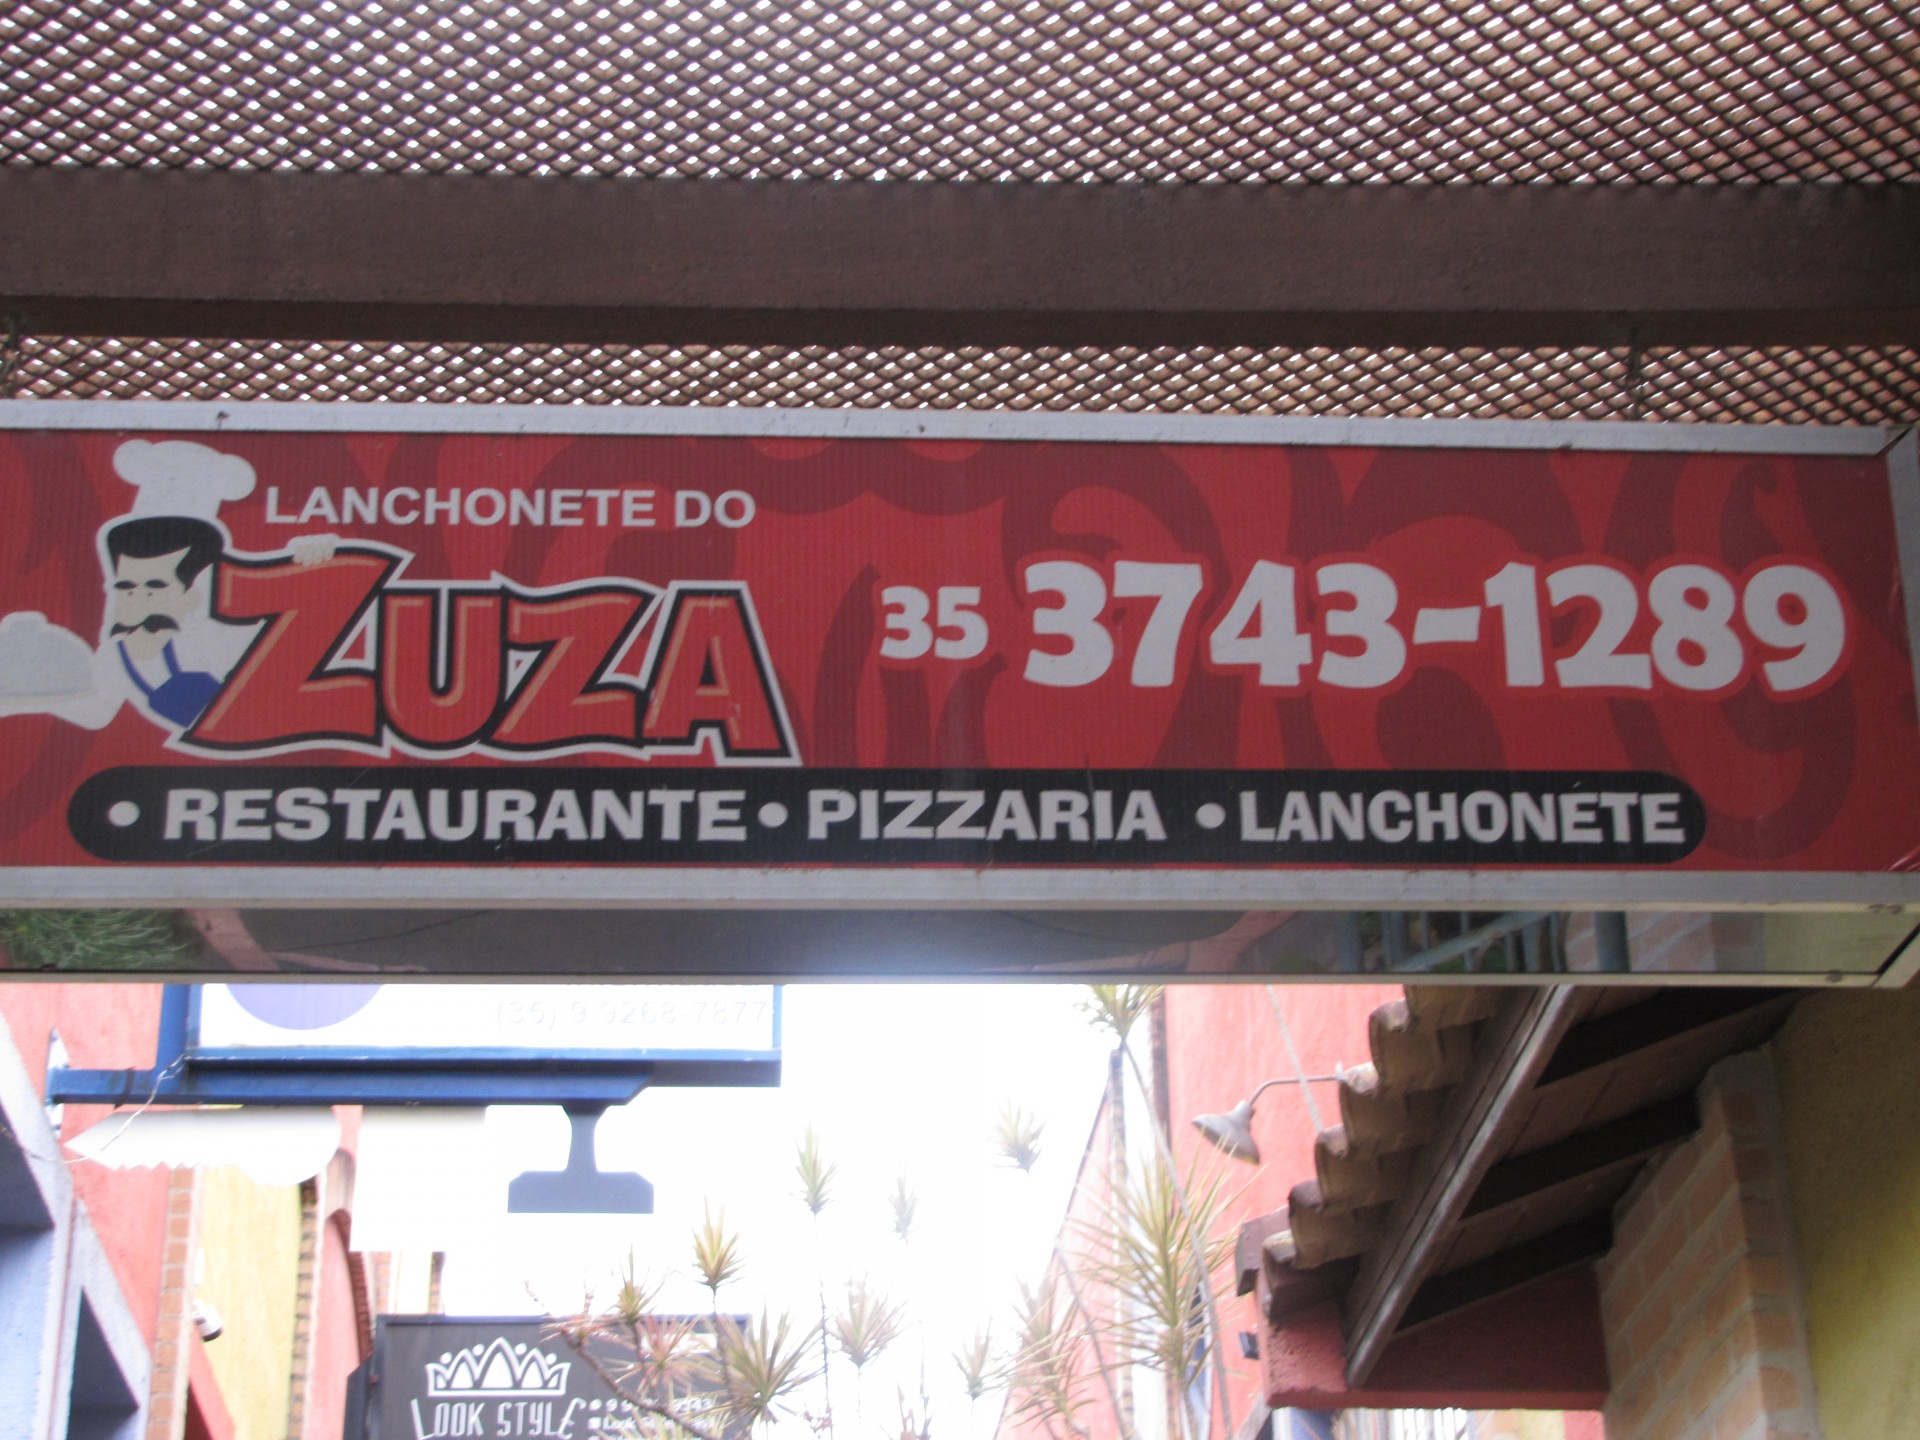 LANCHONETE DO
ZUZA
35 3743-1289
• RESTAURANTE • PIZZARIA • LANCHONETE
(35) 9 9268-7877
LOOK STYLE